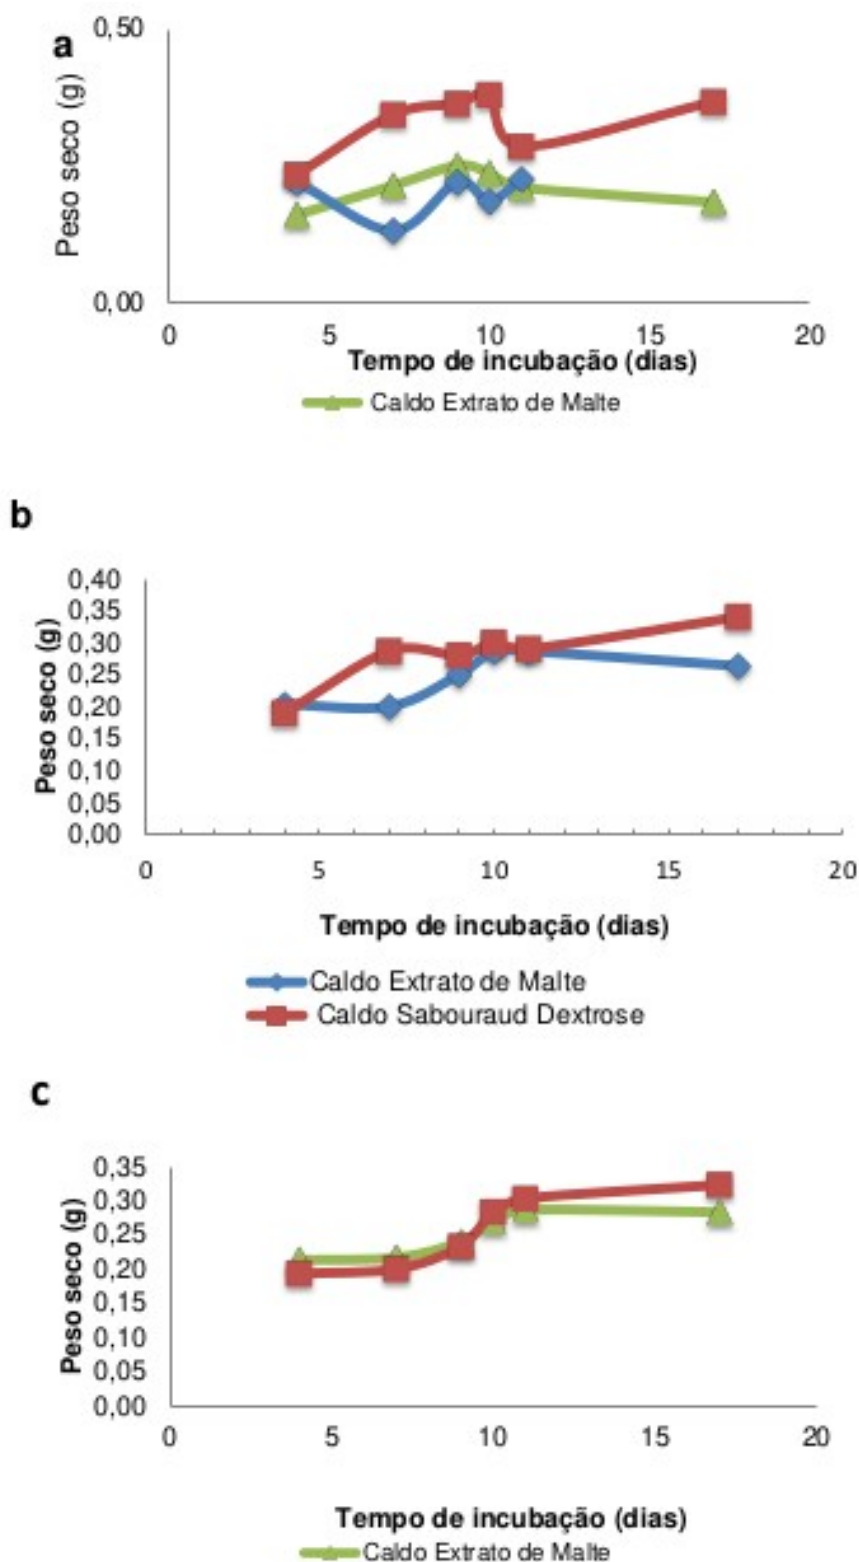 a
0,50
Peso seco (g)
0,00
0 5 10 15 20
Tempo de incubação (dias)
Caldo Extrato de Malte
b
0,40
0,35
0,30
0,25
0,20
0,15
0,10
0,05
0,00
Peso seco (g)
0 5 10 15 20
Tempo de incubação (dias)
Caldo Extrato de Malte
Caldo Sabouraud Dextrose
c
0,35
0,30
0,25
0,20
0,15
0,10
0,05
0,00
Peso seco (g)
0 5 10 15 20
Tempo de incubação (dias)
Caldo Extrato de Malte